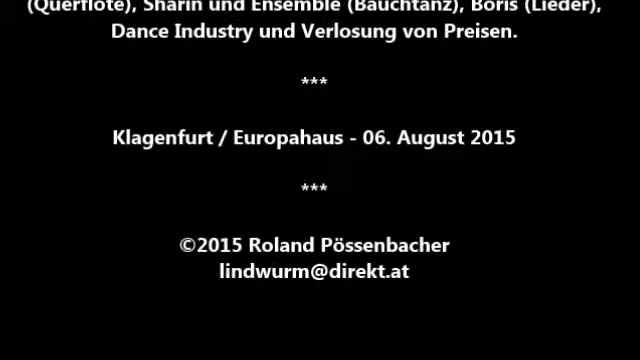 (Querflöte), Sharin und Ensemble (Bauchtanz), Boris (Lieder),
Dance Industry und Verlosung von Preisen.
***
Klagenfurt / Europahaus - 06. August 2015
***
©2015 Roland Pössenbacher
lindwurm@direkt.at